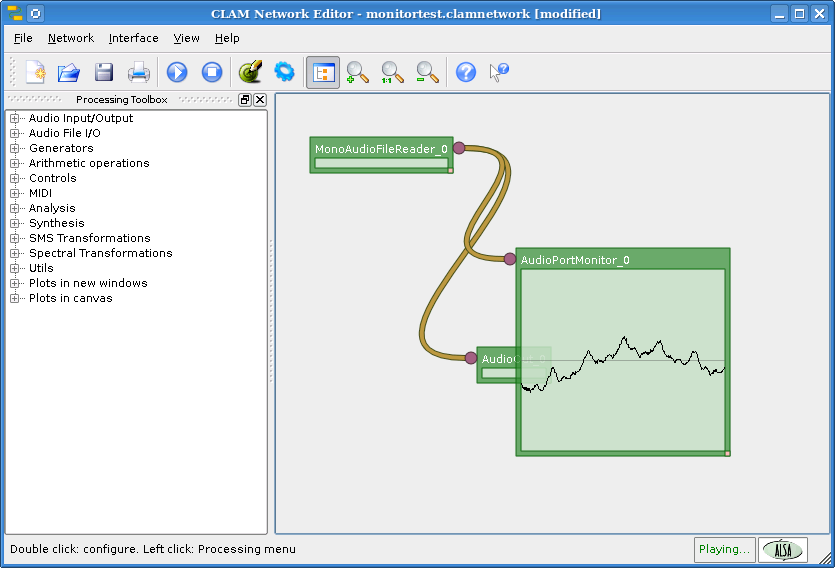 CLAM Network Editor - monitortest.clamnetwork [modified]
File Network Interface View Help
1:1
Processing Toolbox
Audio Input/Output
Audio File I/O
Generators
Arithmetic operations
Controls
MIDI
Analysis
Synthesis
SMS Transformations
Spectral Transformations
Utils
Plots in new windows
Plots in canvas
MonoAudioFileReader_0
AudioPortMonitor_0
Double click: configure. Left click: Processing menu
Playing...
ALSA